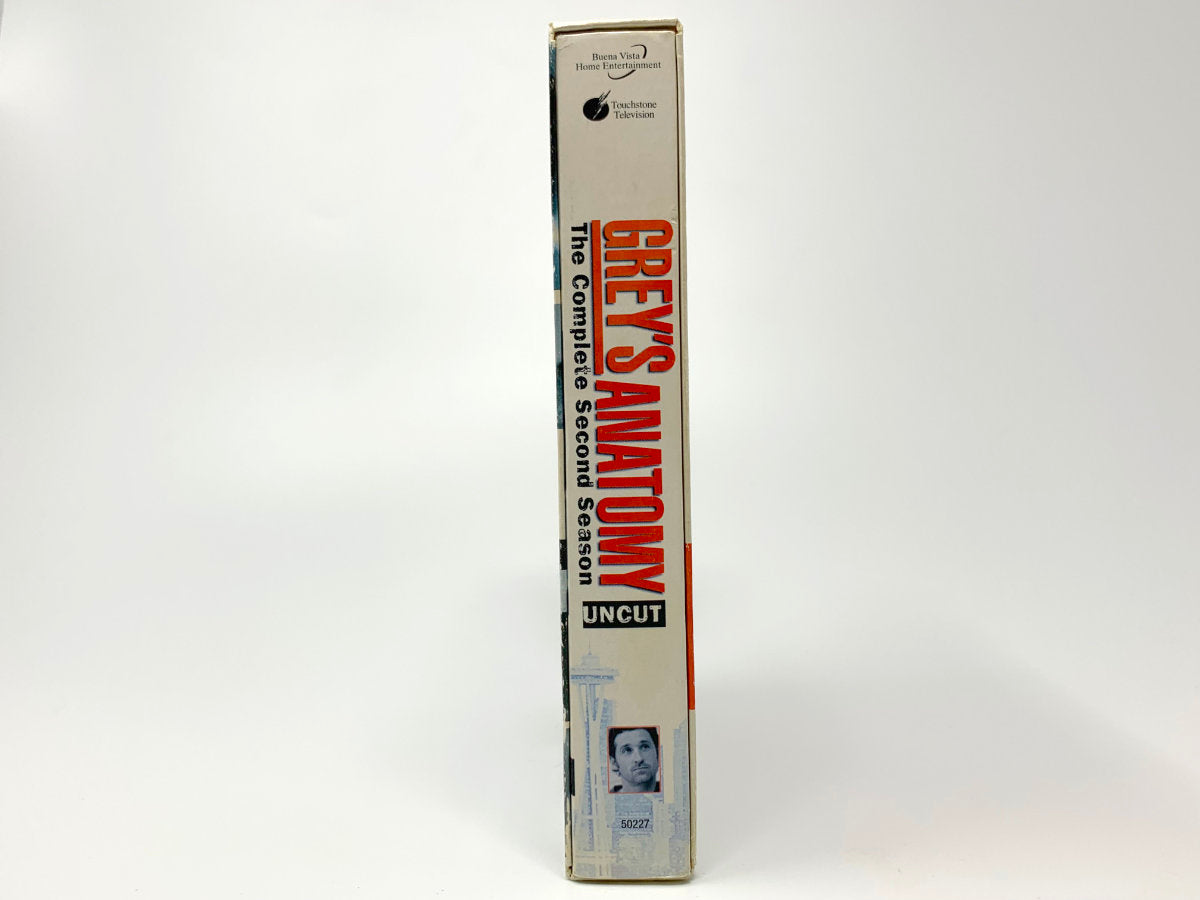 Buena Vista
Home Entertainment
Touchstone
Television
GREY'S ANATOMY
The Complete Second Season
UNCUT
50227